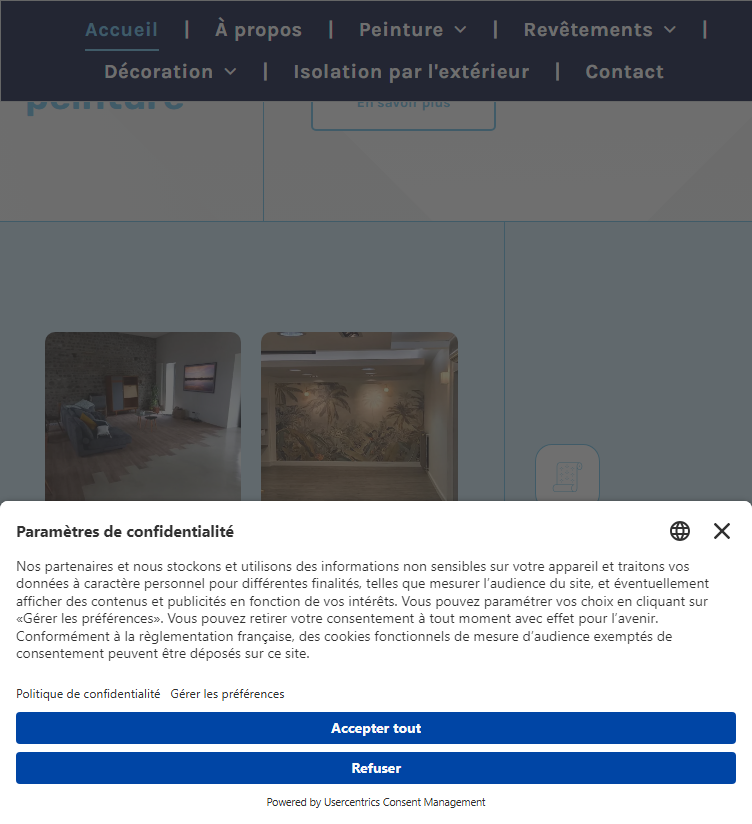 Accueil | À propos | Peinture | Revêtements |
Décoration | Isolation par l'extérieur | Contact
peinture
En savoir plus
Paramètres de confidentialité
Nos partenaires et nous stockons et utilisons des informations non sensibles sur votre appareil et traitons vos
données à caractère personnel pour différentes finalités, telles que mesurer l’audience du site, et éventuellement
afficher des contenus et publicités en fonction de vos intérêts. Vous pouvez paramétrer vos choix en cliquant sur
«Gérer les préférences». Vous pouvez retirer votre consentement à tout moment avec effet pour l’avenir.
Conformément à la règlementation française, des cookies fonctionnels de mesure d’audience exemptés de
consentement peuvent être déposés sur ce site.
Politique de confidentialité Gérer les préférences
Accepter tout
Refuser
Powered by Usercentrics Consent Management